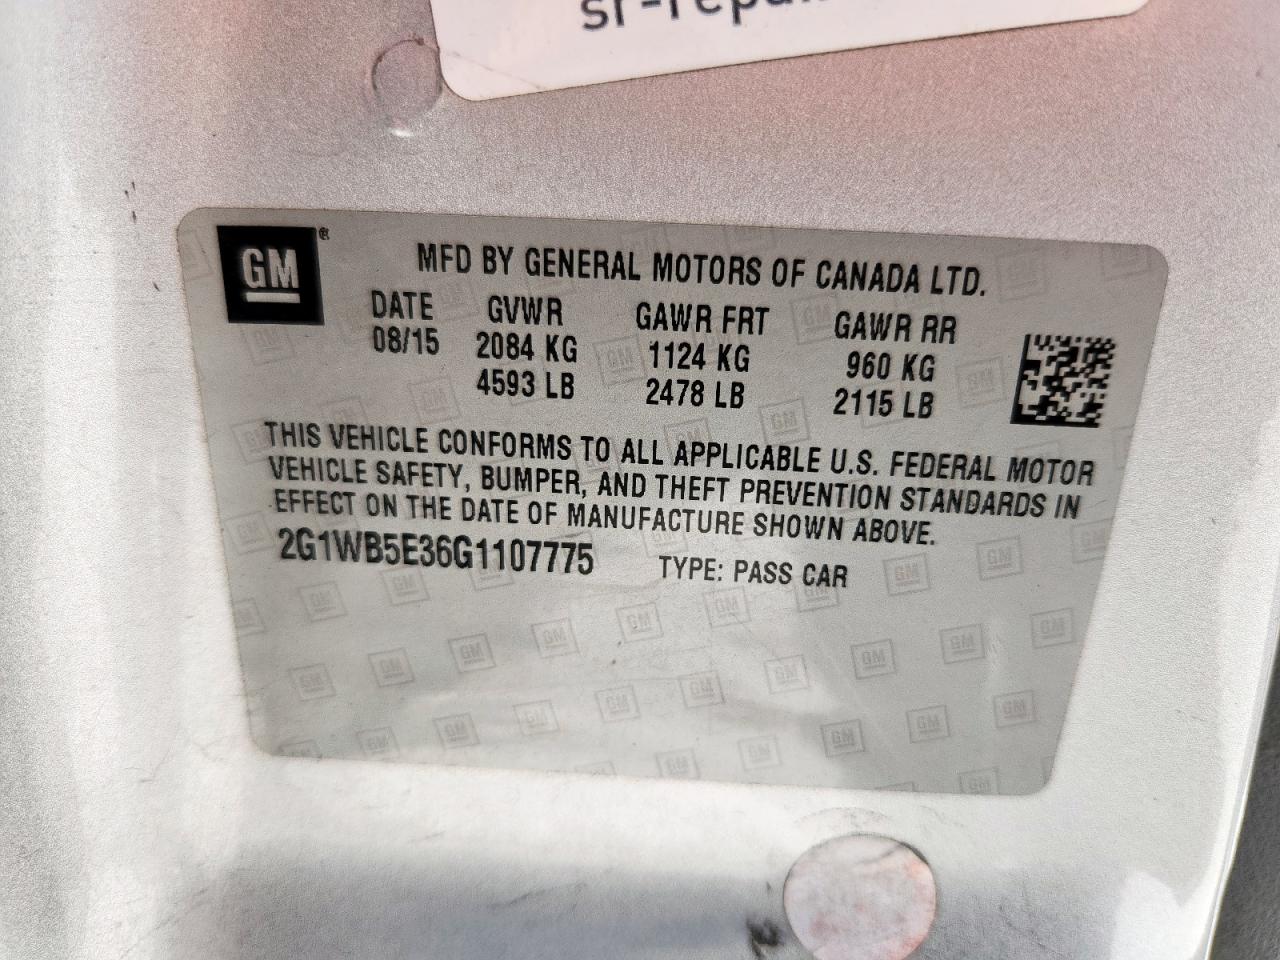 sr-repai
GM®
MFD BY GENERAL MOTORS OF CANADA LTD.
DATE GVWR GAWR FRT GAWR RR
08/15 2084 KG 1124 KG 960 KG
4593 LB 2478 LB 2115 LB
THIS VEHICLE CONFORMS TO ALL APPLICABLE U.S. FEDERAL MOTOR
VEHICLE SAFETY, BUMPER, AND THEFT PREVENTION STANDARDS IN
EFFECT ON THE DATE OF MANUFACTURE SHOWN ABOVE.
2G1WB5E36G1107775 TYPE: PASS CAR